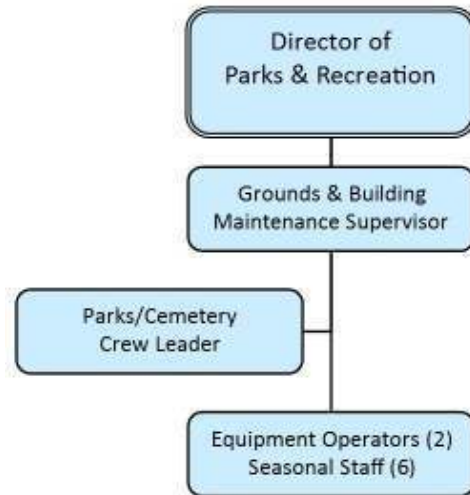 Director of
Parks & Recreation
Grounds & Building
Maintenance Supervisor
Parks/Cemetery
Crew Leader
Equipment Operators (2)
Seasonal Staff (6)